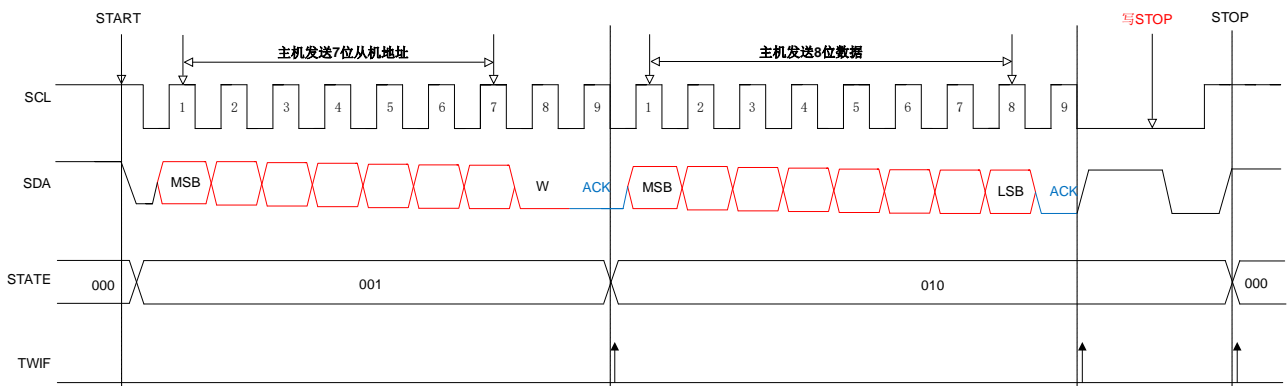 START 写STOP STOP
主机发送7位从机地址 主机发送8位数据
SCL 1 2 3 4 5 6 7 8 9 1 2 3 4 5 6 7 8 9
SDA MSB W ACK MSB LSB ACK
STATE 000 001 010 000
TWIF